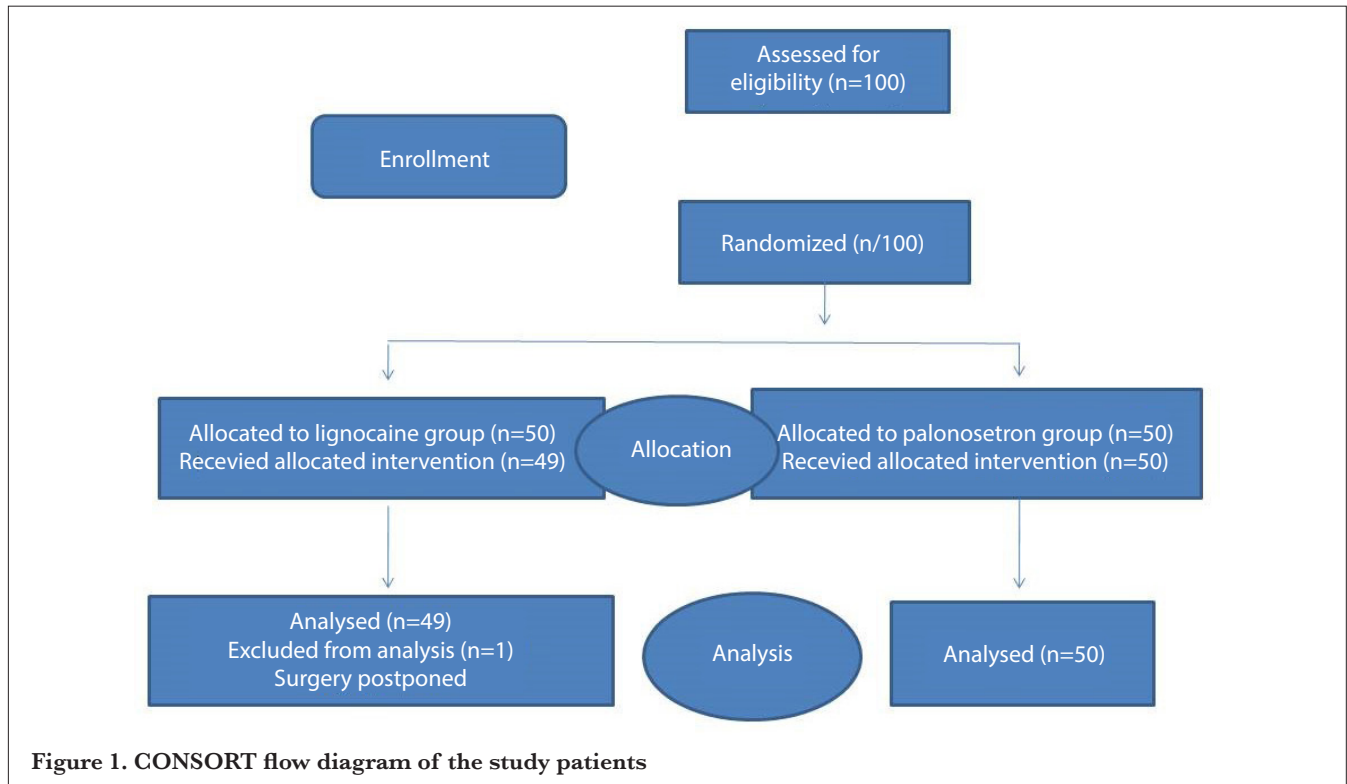 Assessed for
eligibility (n=100)
Enrollment
Randomized (n/100)
Allocated to lignocaine group (n=50)
Recevied allocated intervention (n=49)
Allocation
Allocated to palonosetron group (n=50)
Recevied allocated intervention (n=50)
Analysed (n=49)
Excluded from analysis (n=1)
Surgery postponed
Analysis
Analysed (n=50)
Figure 1. CONSORT flow diagram of the study patients